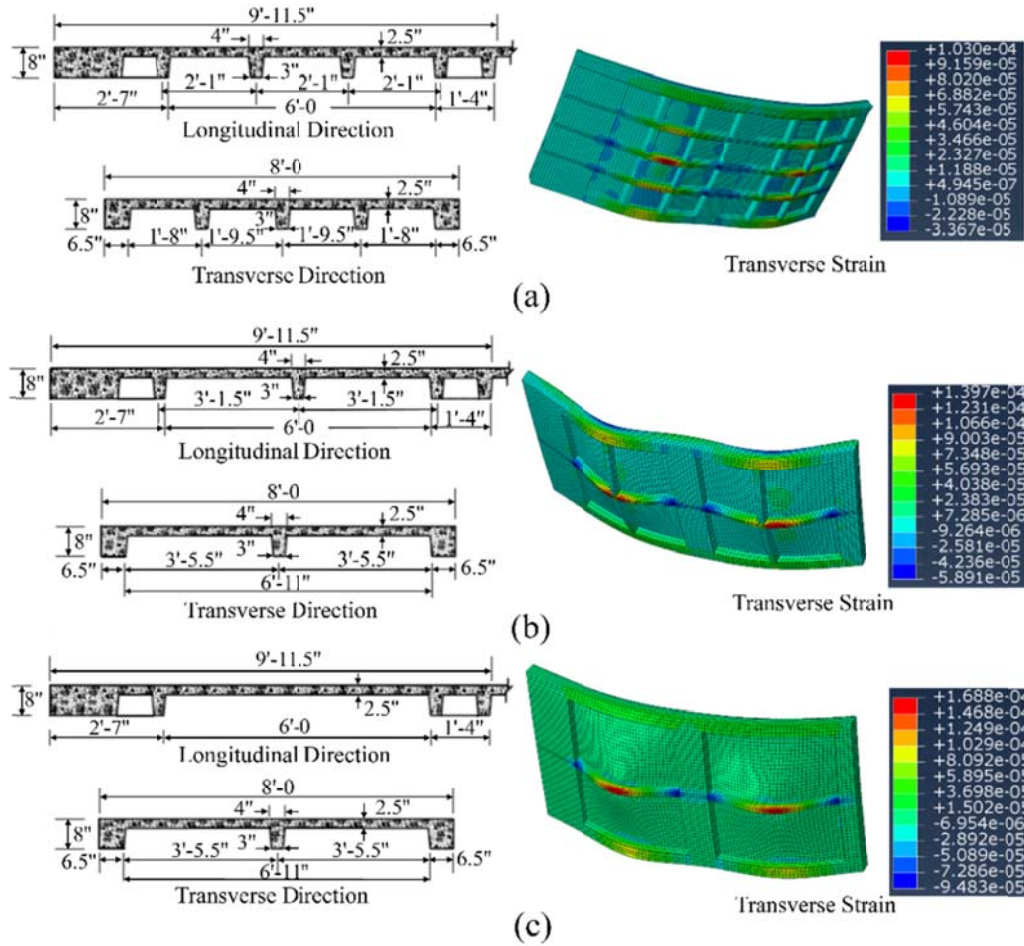 9'-11.5"
4" 2.5"
8"
3"
2'-1" 2'-1" 2'-1"
2'-7" 6'-0 1'-4"
Longitudinal Direction
8'-0
4" 2.5"
8"
3"
6.5" 1'-8" 1'-9.5" 1'-9.5" 1'-8" 6.5"
Transverse Direction
+1.030e-04
+9.159e-05
+8.020e-05
+6.882e-05
+5.743e-05
+4.604e-05
+2.327e-05
+1.188e-05
+4.945e-07
-1.089e-05
-2.228e-05
-3.367e-05
Transverse Strain
(a)
9'-11.5"
4" 2.5"
8"
3"
3'-1.5" 3'-1.5"
2'-7" 6'-0 1'-4"
Longitudinal Direction
8'-0
4" 2.5"
8"
3"
6.5" 3'-5.5" 3'-5.5" 6.5"
6'-11"
Transverse Direction
+1.397e-04
+1.231e-04
+1.066e-04
+9.003e-05
+7.348e-05
+5.693e-05
+4.038e-05
+2.383e-05
+7.285e-06
-9.264e-06
-2.581e-05
-4.236e-05
-5.891e-05
Transverse Strain
(b)
9'-11.5"
8"
2.5"
2'-7" 6'-0 1'-4"
Longitudinal Direction
8'-0
4" 2.5"
8"
3"
6.5" 3'-5.5" 3'-5.5" 6.5"
6'-11"
Transverse Direction
+1.688e-04
+1.468e-04
+1.249e-04
+1.029e-04
+8.092e-05
+5.895e-05
+3.698e-05
+1.502e-05
-6.954e-06
-2.892e-05
-5.089e-05
-7.286e-05
-9.483e-05
Transverse Strain
(c)